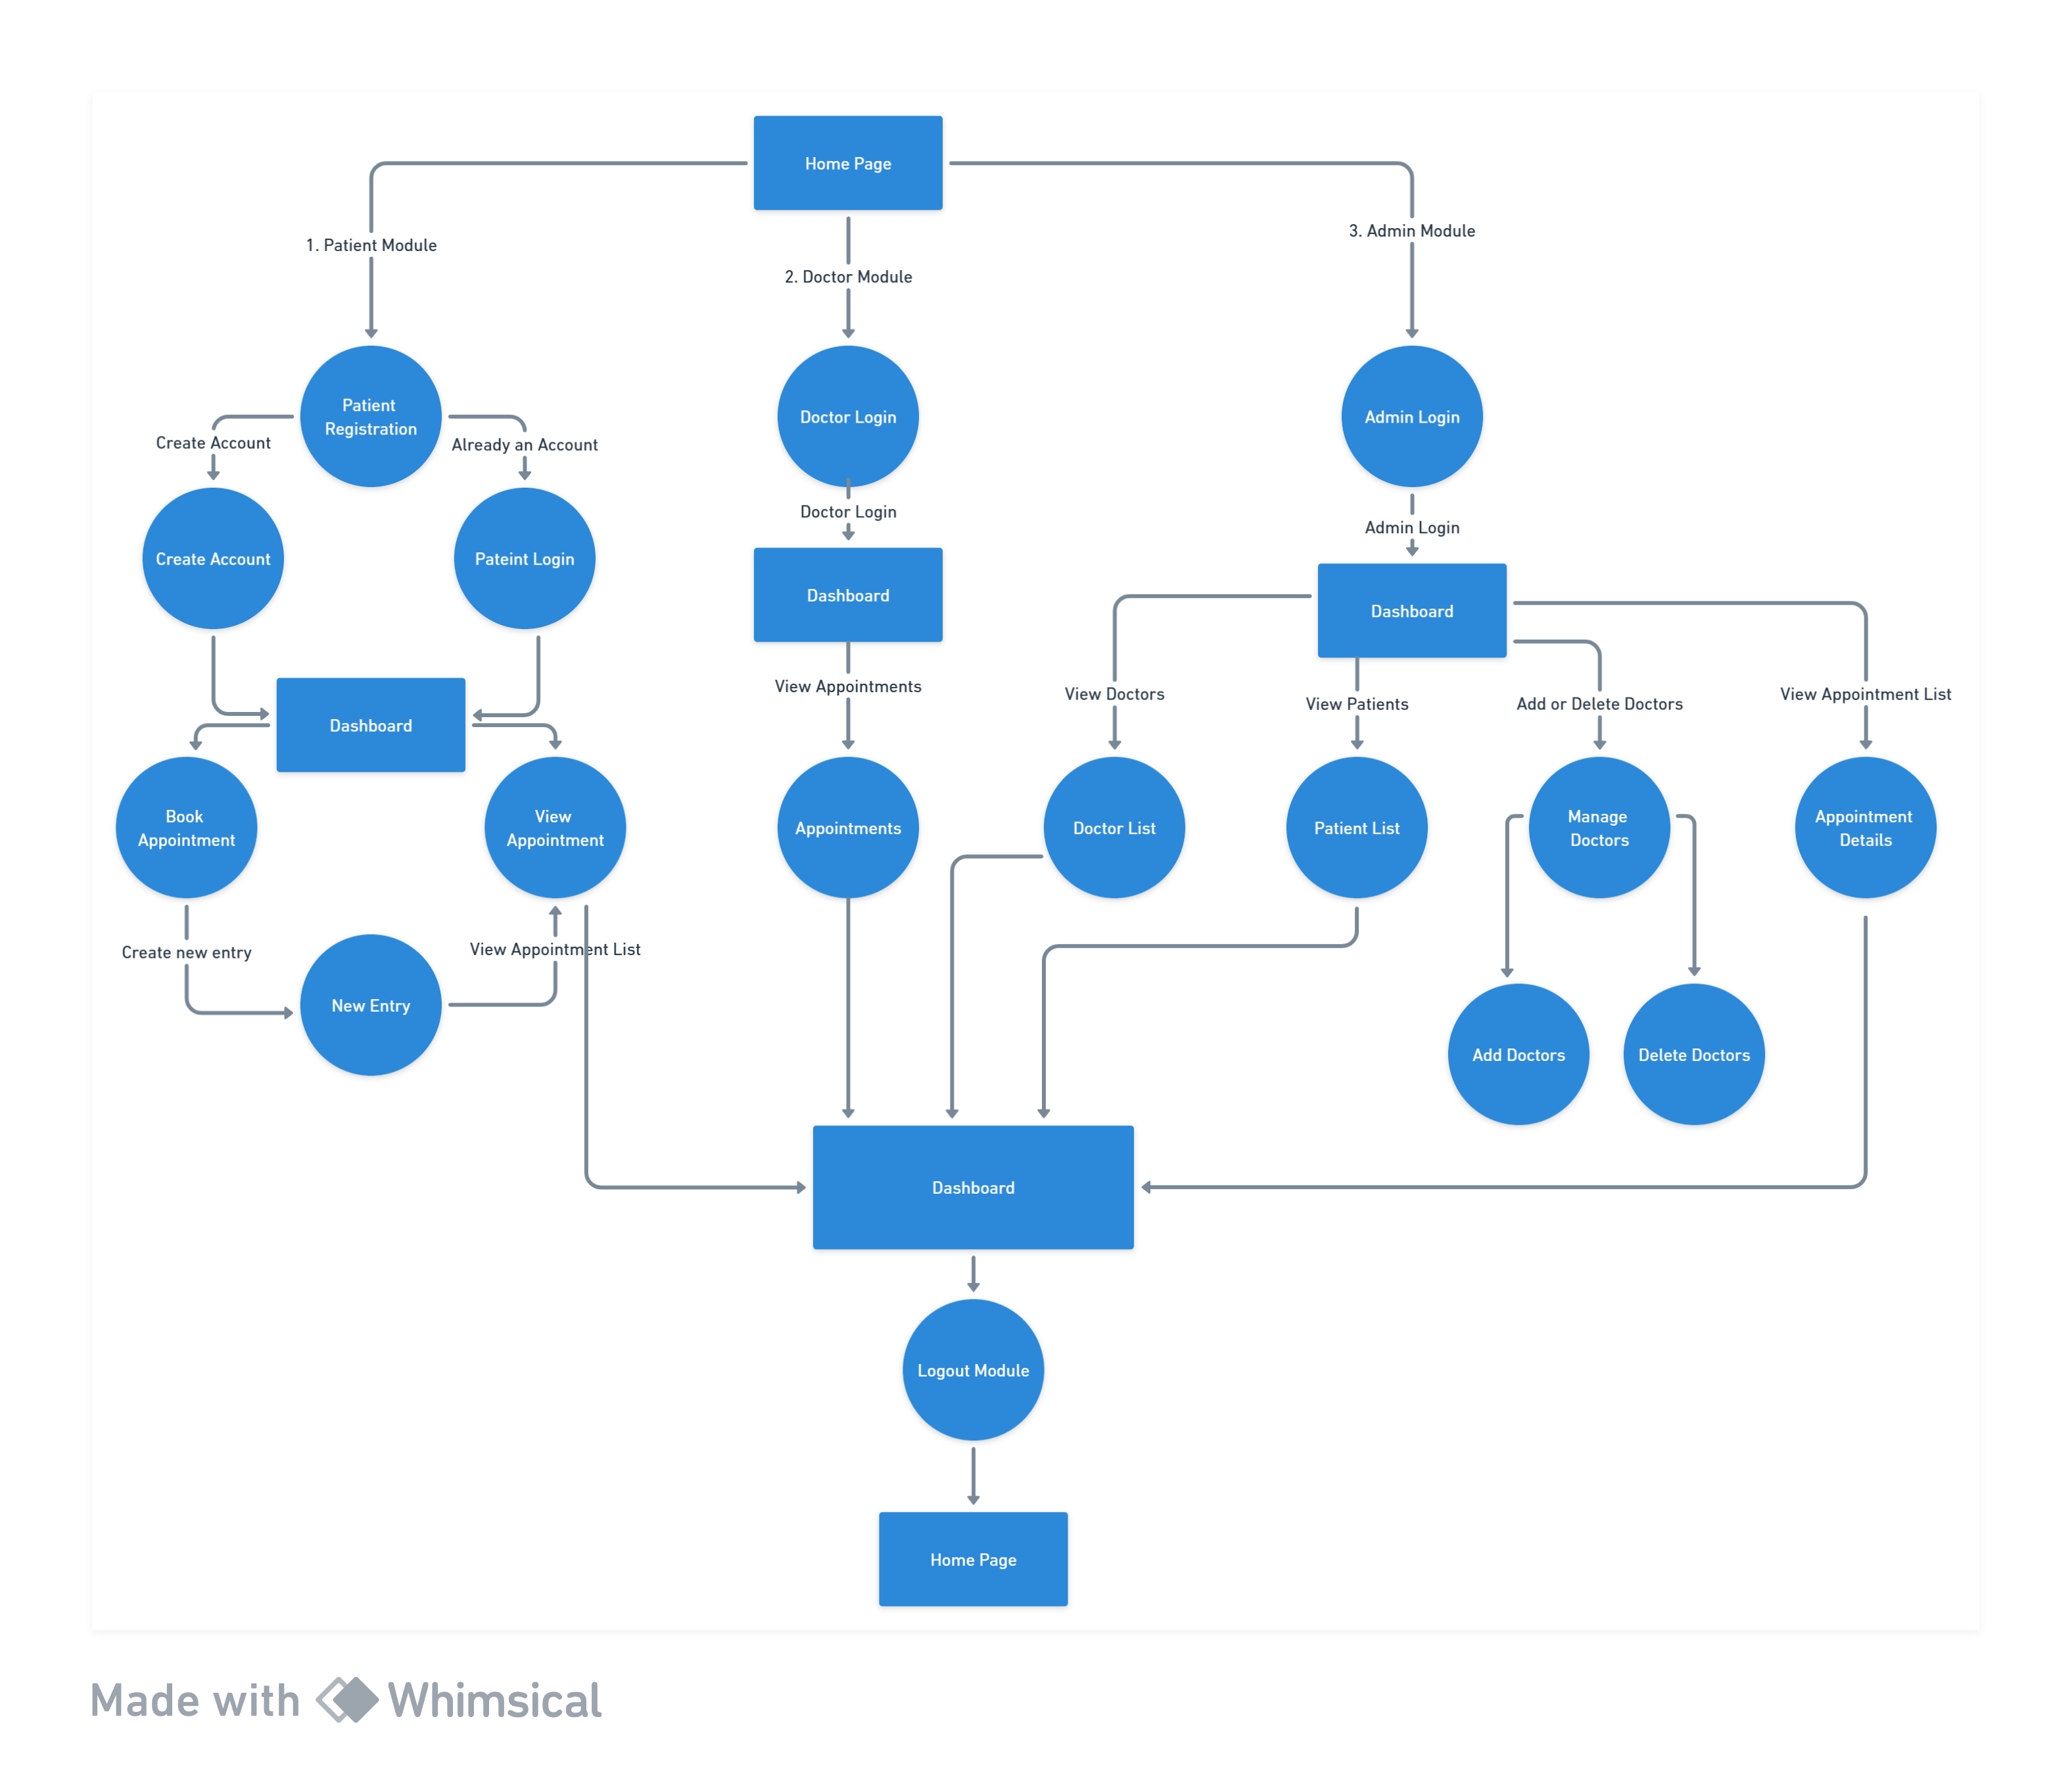 Home Page
1. Patient Module
2. Doctor Module
3. Admin Module
Patient
Registration
Doctor Login
Admin Login
Create Account
Already an Account
Doctor Login
Admin Login
Create Account
Pateint Login
Dashboard
Dashboard
Dashboard
View Appointments
View Doctors
View Patients
Add or Delete Doctors
View Appointment List
Book
Appointment
View
Appointment
Appointments
Doctor List
Patient List
Manage
Doctors
Appointment
Details
Create new entry
View Appointment List
New Entry
Add Doctors
Delete Doctors
Dashboard
Logout Module
Home Page
Made with Whimsical